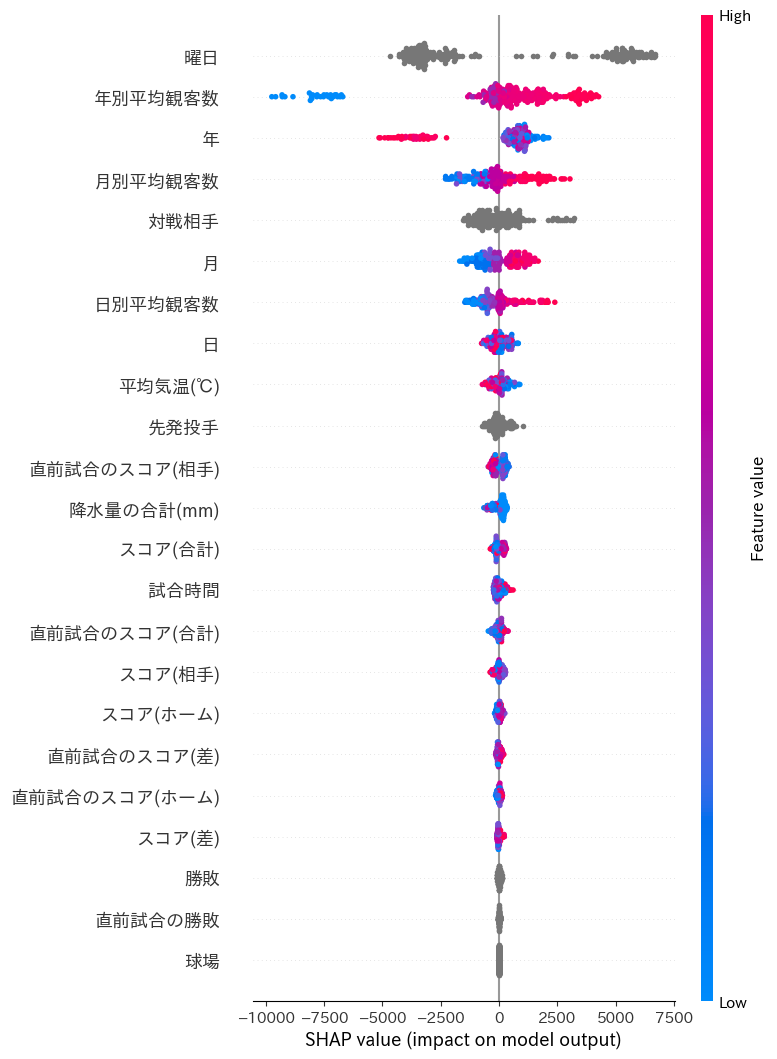 High
曜日
年別平均観客数
年
月別平均観客数
対戦相手
月
日別平均観客数
日
平均気温(℃)
先発投手
直前試合のスコア(相手)
降水量の合計(mm)
スコア(合計)
試合時間
直前試合のスコア(合計)
スコア(相手)
スコア(ホーム)
直前試合のスコア(差)
直前試合のスコア(ホーム)
スコア(差)
勝敗
直前試合の勝敗
球場
Feature value
Low
−10000 −7500 −5000 −2500 0 2500 5000 7500
SHAP value (impact on model output)